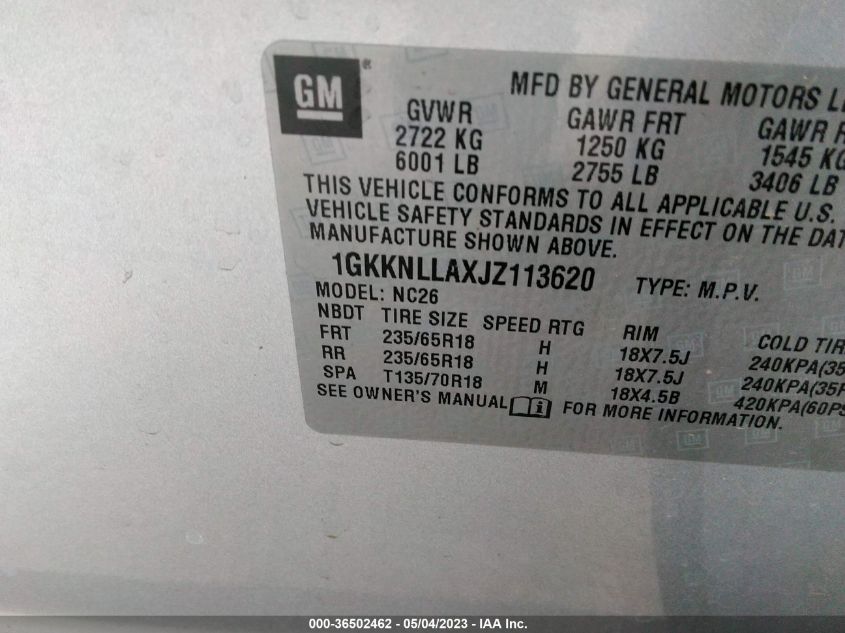 GM®
MFD BY GENERAL MOTORS
GVWR GAWR FRT GAWR
2722 KG 1250 KG 1545 KG
6001 LB 2755 LB 3406 LB
THIS VEHICLE CONFORMS TO ALL APPLICABLE U.S.
VEHICLE SAFETY STANDARDS IN EFFECT ON THE
MANUFACTURE SHOWN ABOVE.
1GKKNLLAXJZ113620 TYPE: M.P.V.
MODEL: NC26
NBDT TIRE SIZE SPEED RTG RIM COLD
FRT 235/65R18 H 18X7.5J 240KPA(35
RR 235/65R18 H 18X7.5J 240KPA(35
SPA T135/70R18 M 18X4.5B 420KPA(60PS
SEE OWNER'S MANUAL FOR MORE INFORMATION.
000-36502462 - 05/04/2023 - IAA Inc.